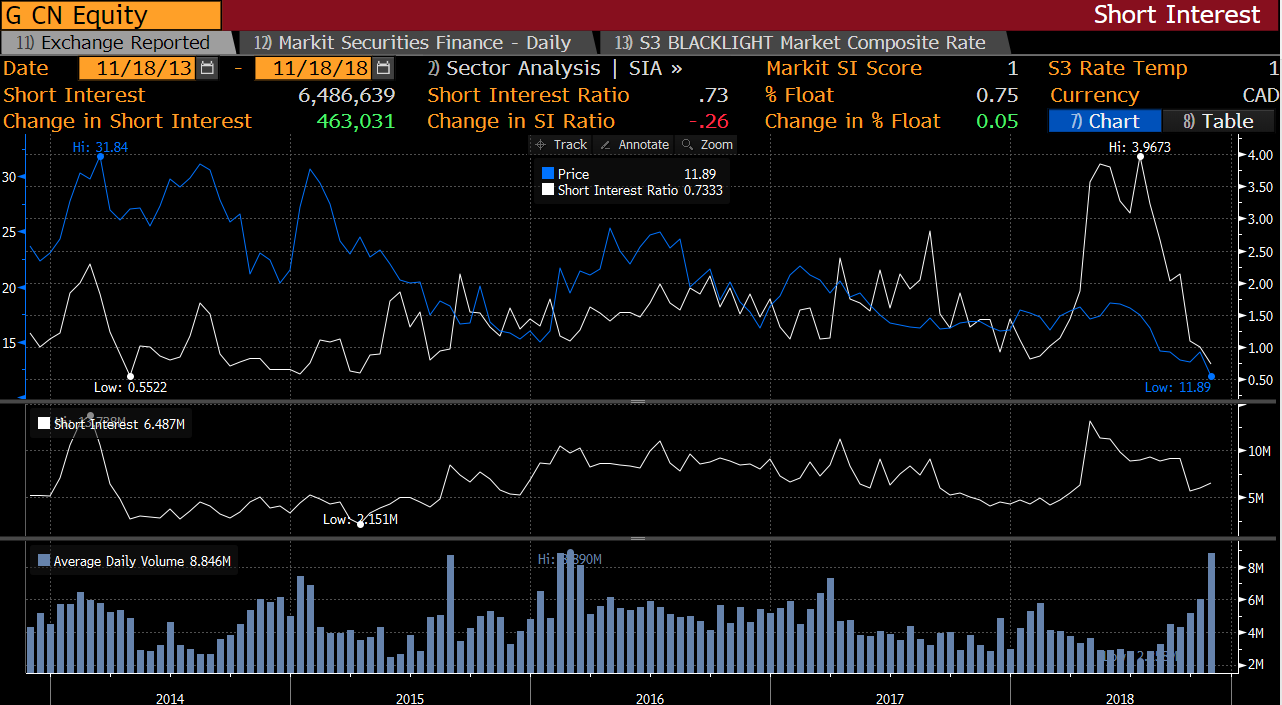 G CN Equity Short Interest
11) Exchange Reported 12) Markit Securities Finance - Daily 13) S3 BLACKLIGHT Market Composite Rate
Date 11/18/13 - 11/18/18 2) Sector Analysis | SIA » Markit SI Score 1 S3 Rate Temp 1
Short Interest 6,486,639 Short Interest Ratio .73 % Float 0.75 Currency CAD
Change in Short Interest 463,031 Change in SI Ratio -.26 Change in % Float 0.05 7) Chart 8) Table
Track Annotate Zoom
Hi: 31.84
Hi: 3.9673
Price 11.89
Short Interest Ratio 0.7333
30
25
20
15
4.00
3.50
3.00
2.50
2.00
1.50
1.00
0.50
Low: 0.5522
Low: 11.89
Hi:
Short Interest 6.487M
Low: 2.151M
10M
5M
Average Daily Volume 8.846M
Hi: 8.890M
8M
6M
4M
2M
2014 2015 2016 2017 2018